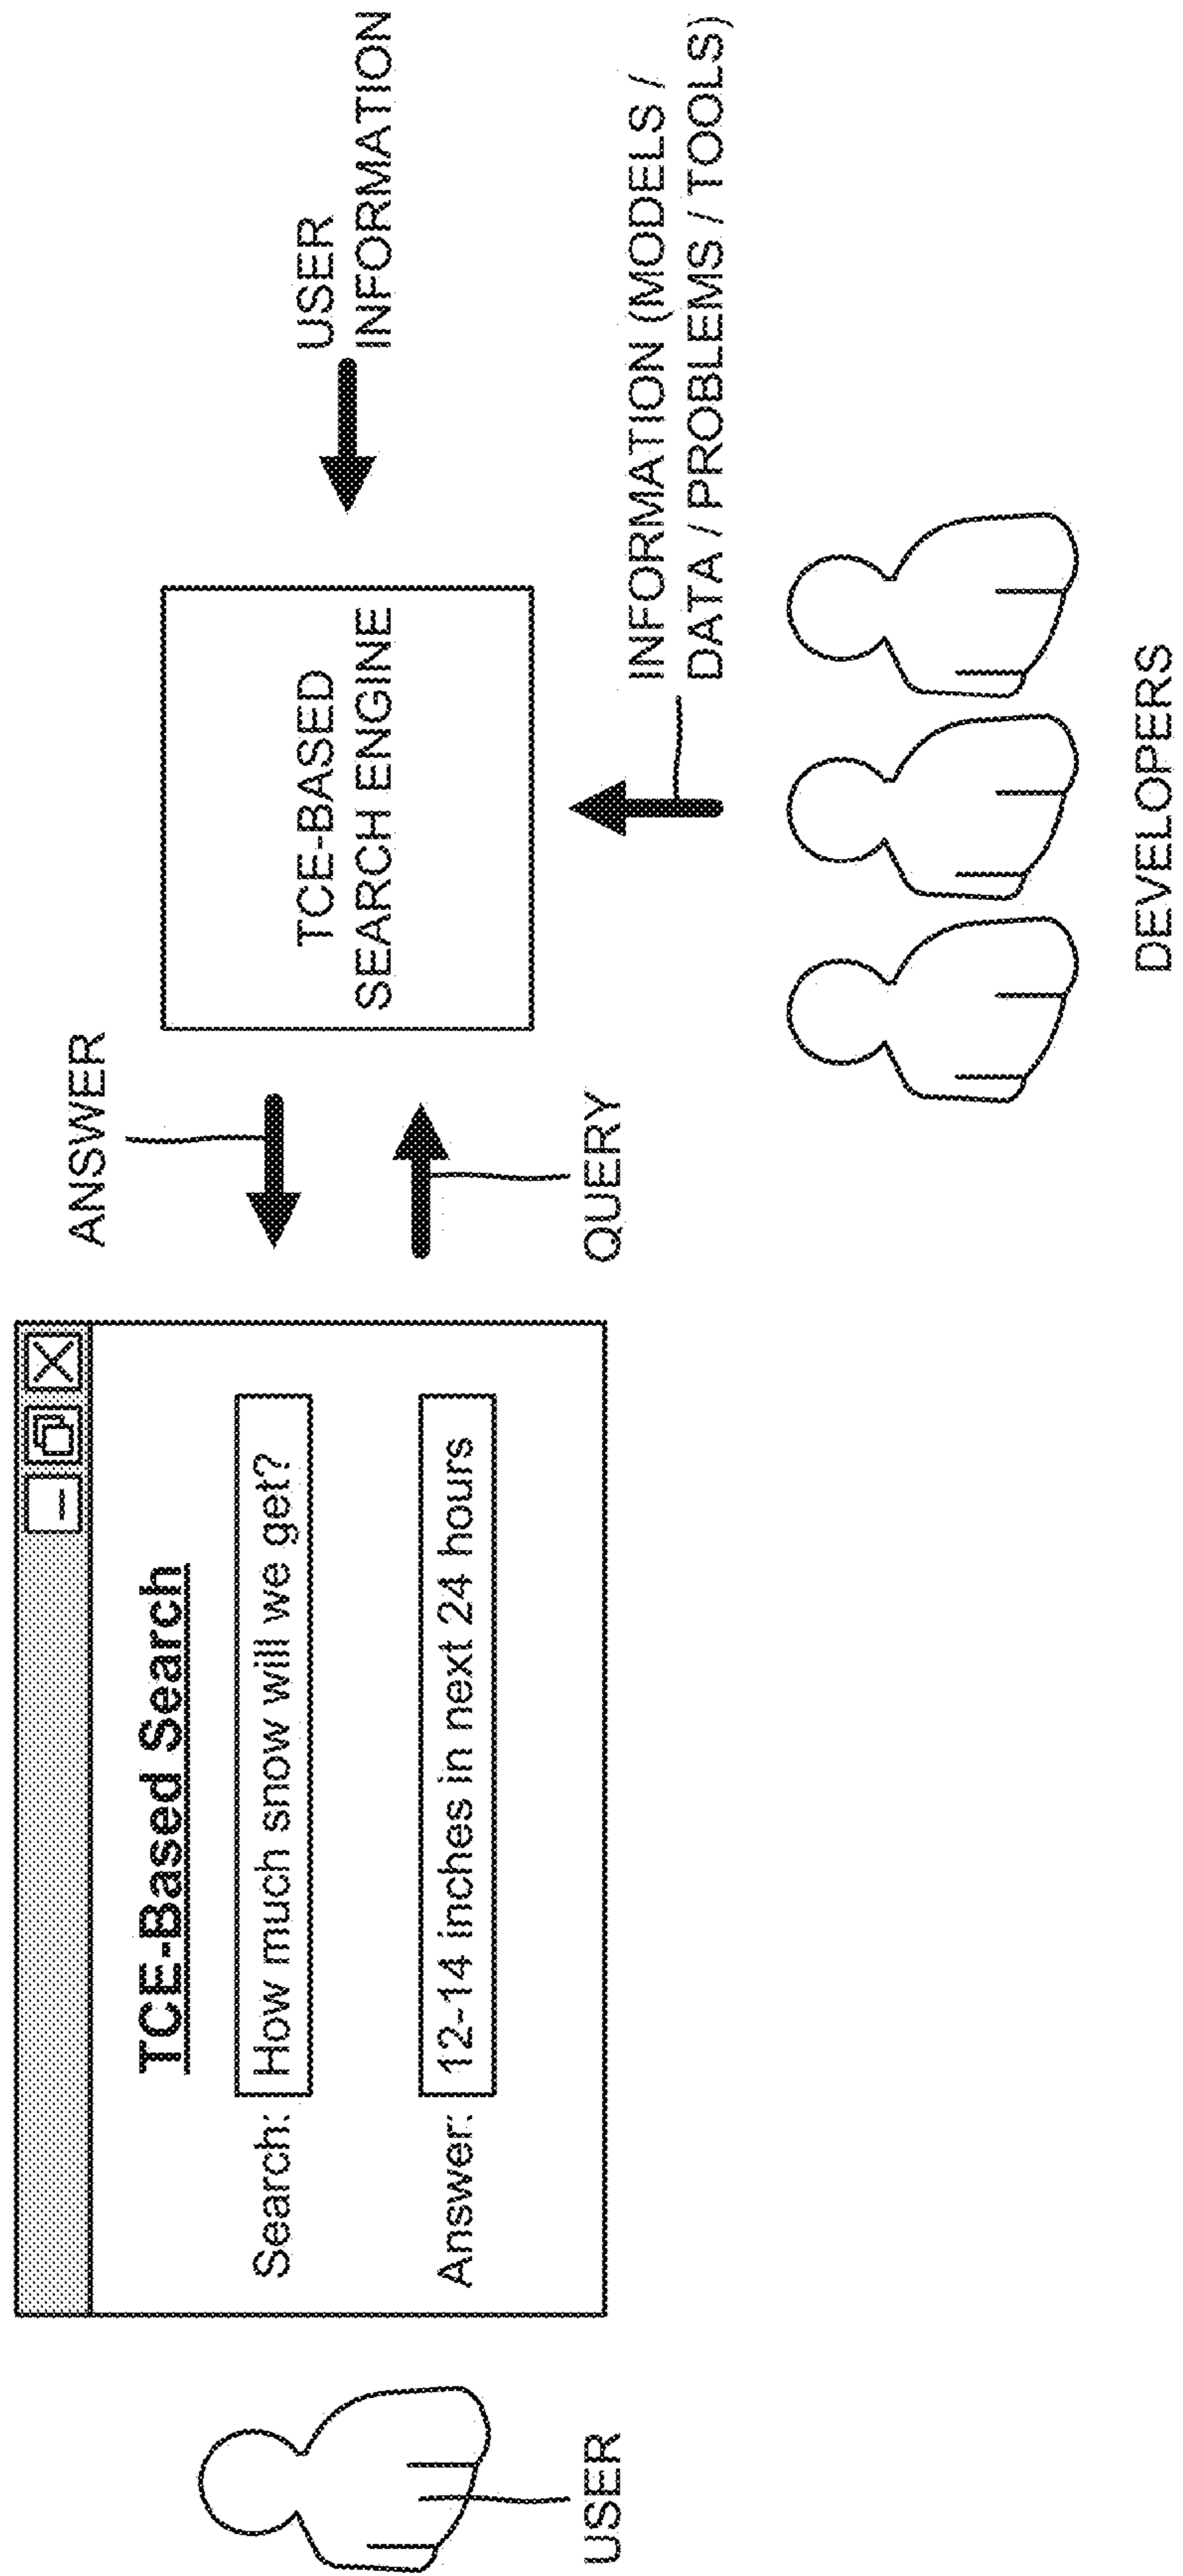 TCE-Based Search
Search: How much snow will we get?
Answer: 12-14 inches in next 24 hours
USER
ANSWER
QUERY
TCE-BASED
SEARCH ENGINE
USER
INFORMATION
INFORMATION (MODELS /
DATA / PROBLEMS / TOOLS)
DEVELOPERS